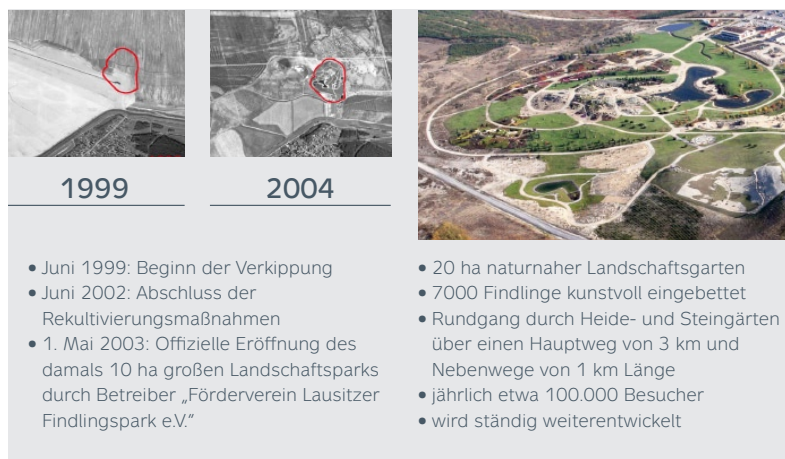 1999
2004
• Juni 1999: Beginn der Verkippung
• Juni 2002: Abschluss der
Rekultivierungsmaßnahmen
• 1. Mai 2003: Offizielle Eröffnung des
damals 10 ha großen Landschaftsparks
durch Betreiber „Förderverein Lausitzer
Findlingspark e.V.“
• 20 ha naturnaher Landschaftsgarten
• 7000 Findlinge kunstvoll eingebettet
• Rundgang durch Heide- und Steingärten
über einen Hauptweg von 3 km und
Nebenwege von 1 km Länge
• jährlich etwa 100.000 Besucher
• wird ständig weiterentwickelt